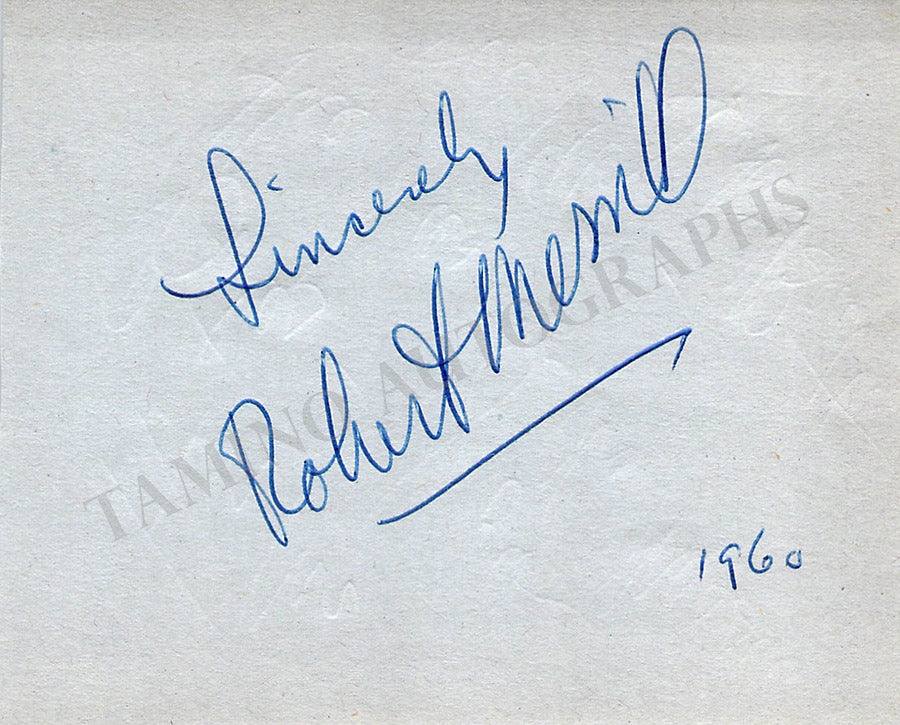 Sincerely
Robert Merrill
1960
TAMINO AUTOGRAPHS